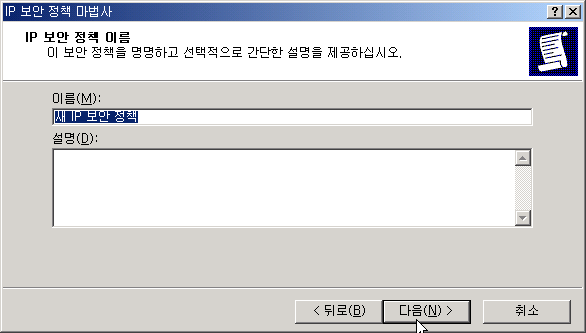 IP 보안 정책 마법사
IP 보안 정책 이름
이 보안 정책을 명명하고 선택적으로 간단한 설명을 제공하십시오.
이름(M):
새 IP 보안 정책
설명(D):
< 뒤로(B) 다음(N) > 취소